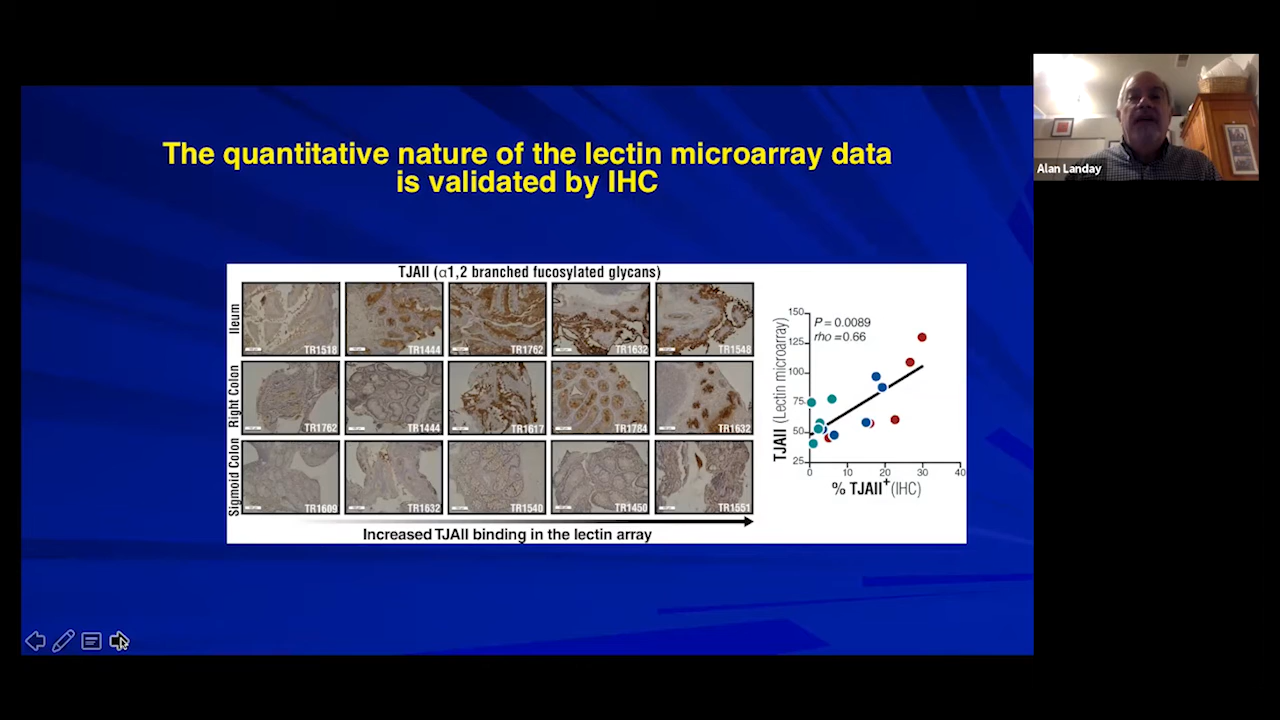 The quantitative nature of the lectin microarray data
is validated by IHC
Alan Landay
TJAII (α1,2 branched fucosylated glycans)
Ileum
TR1518
TR1444
TR1762
TR1632
TR1548
Right Colon
TR1762
TR1444
TR1617
TR1784
TR1632
Sigmoid Colon
TR1609
TR1632
TR1540
TR1450
TR1551
Increased TJAII binding in the lectin array
P = 0.0089
rho = 0.66
TJAII (Lectin microarray)
150
125
100
75
50
25
0 10 20 30 40
% TJAII+ (IHC)